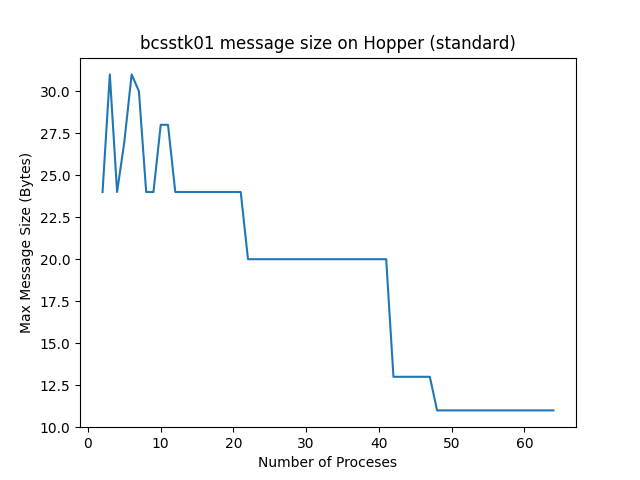 bcsstk01 message size on Hopper (standard)
Max Message Size (Bytes)
30.0
27.5
25.0
22.5
20.0
17.5
15.0
12.5
10.0
0 10 20 30 40 50 60
Number of Proceses